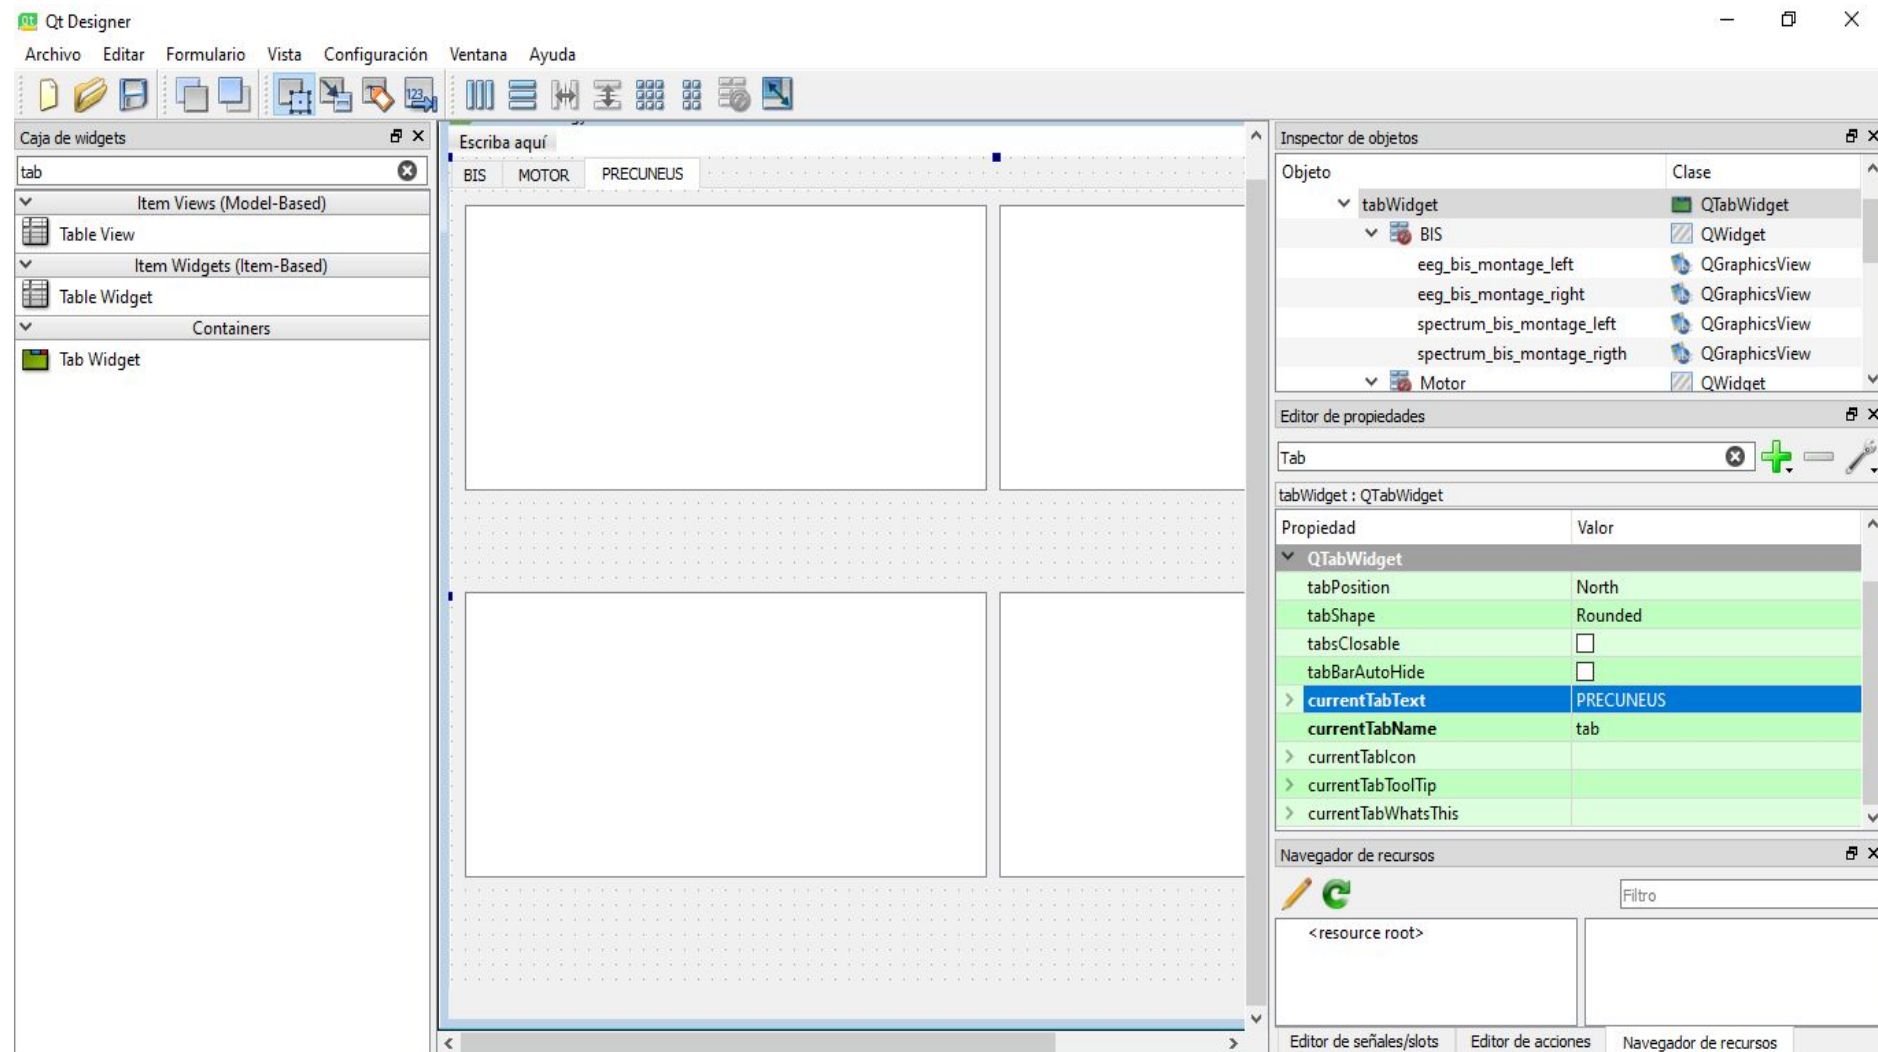 Qt Designer
Archivo Editar Formulario Vista Configuración Ventana Ayuda
Caja de widgets
tab
Item Views (Model-Based)
Table View
Item Widgets (Item-Based)
Table Widget
Containers
Tab Widget
Escriba aquí
BIS MOTOR PRECUNEUS
Inspector de objetos
Objeto Clase
tabWidget QTabWidget
BIS QWidget
eeg_bis_montage_left QGraphicsView
eeg_bis_montage_right QGraphicsView
spectrum_bis_montage_left QGraphicsView
spectrum_bis_montage_rigth QGraphicsView
Motor QWidget
Editor de propiedades
Tab
tabWidget : QTabWidget
Propiedad Valor
QTabWidget
tabPosition North
tabShape Rounded
tabsClosable
tabBarAutoHide
currentTabText PRECUNEUS
currentTabName tab
currentTabIcon
currentTabToolTip
currentTabWhatsThis
Navegador de recursos
Filtro
<resource root>
Editor de señales/slots Editor de acciones Navegador de recursos